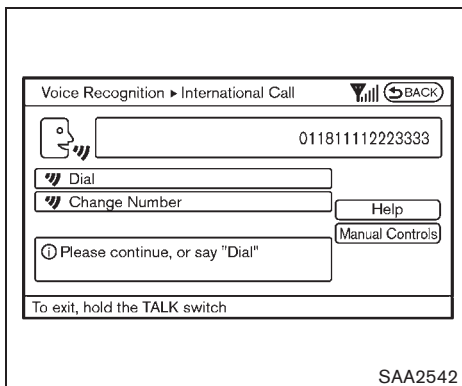 Voice Recognition ▸ International Call BACK
011811112223333
Dial
Change Number
Help
Manual Controls
Please continue, or say "Dial"
To exit, hold the TALK switch
SAA2542